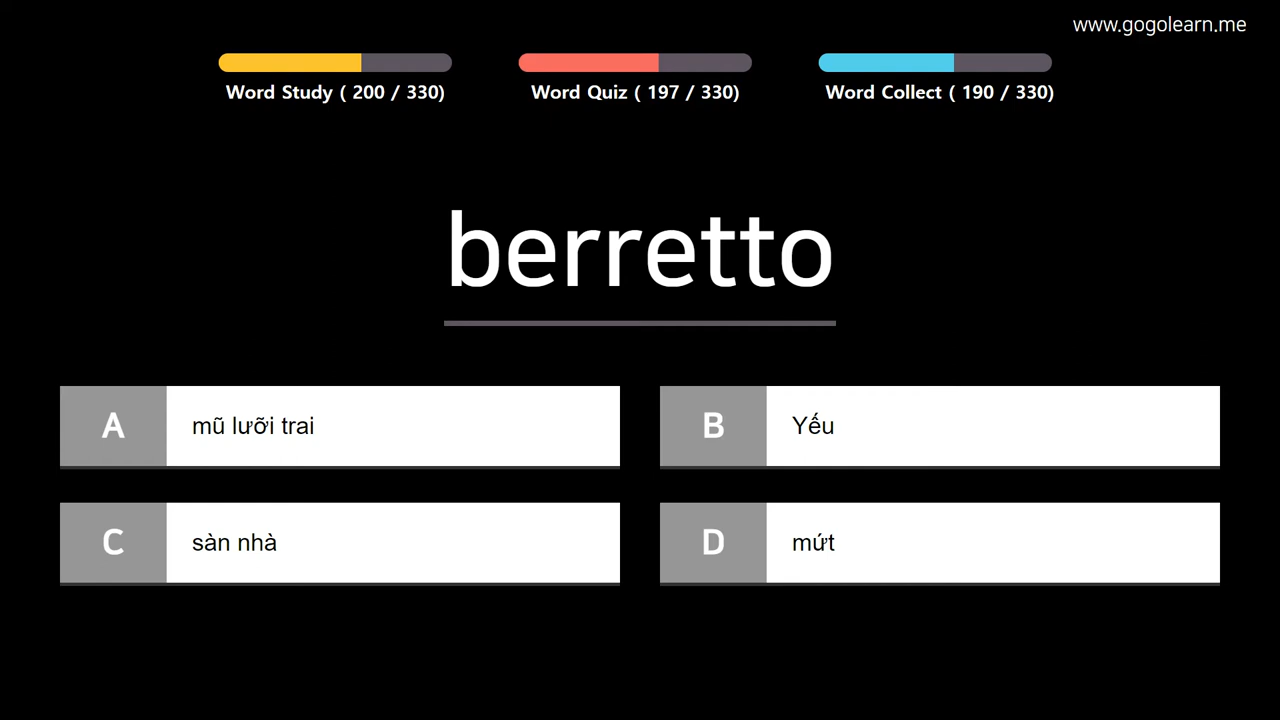 www.gogolearn.me
Word Study ( 200 / 330)
Word Quiz ( 197 / 330)
Word Collect ( 190 / 330)
berretto
A mũ lưỡi trai
B Yếu
C sàn nhà
D mứt